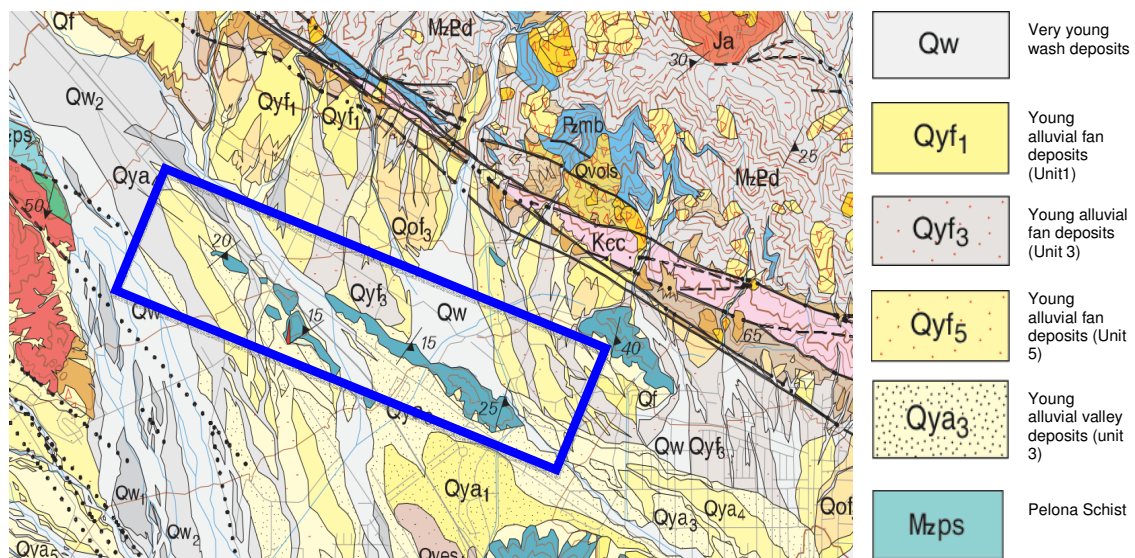 Qf
MzPd
Ja
30
Qw2
Qyf1
Qyf1
Pzmb
25
Qvols
MzPd
zps
Qya
50
Qof3
Kcc
20
Qyf3
Qw
Qw
15
15
65
40
25
Qf
Qw Qyf3
Qya1
Qw1
Qya3
Qya4
Qof
Qw2
Qya5
Qves
Qw
Very young
wash deposits
Qyf1
Young
alluvial fan
deposits
(Unit1)
Qyf3
Young alluvial
fan deposits
(Unit 3)
Qyf5
Young
alluvial fan
deposits (Unit
5)
Qya3
Young
alluvial valley
deposits (unit
3)
Mzps
Pelona Schist